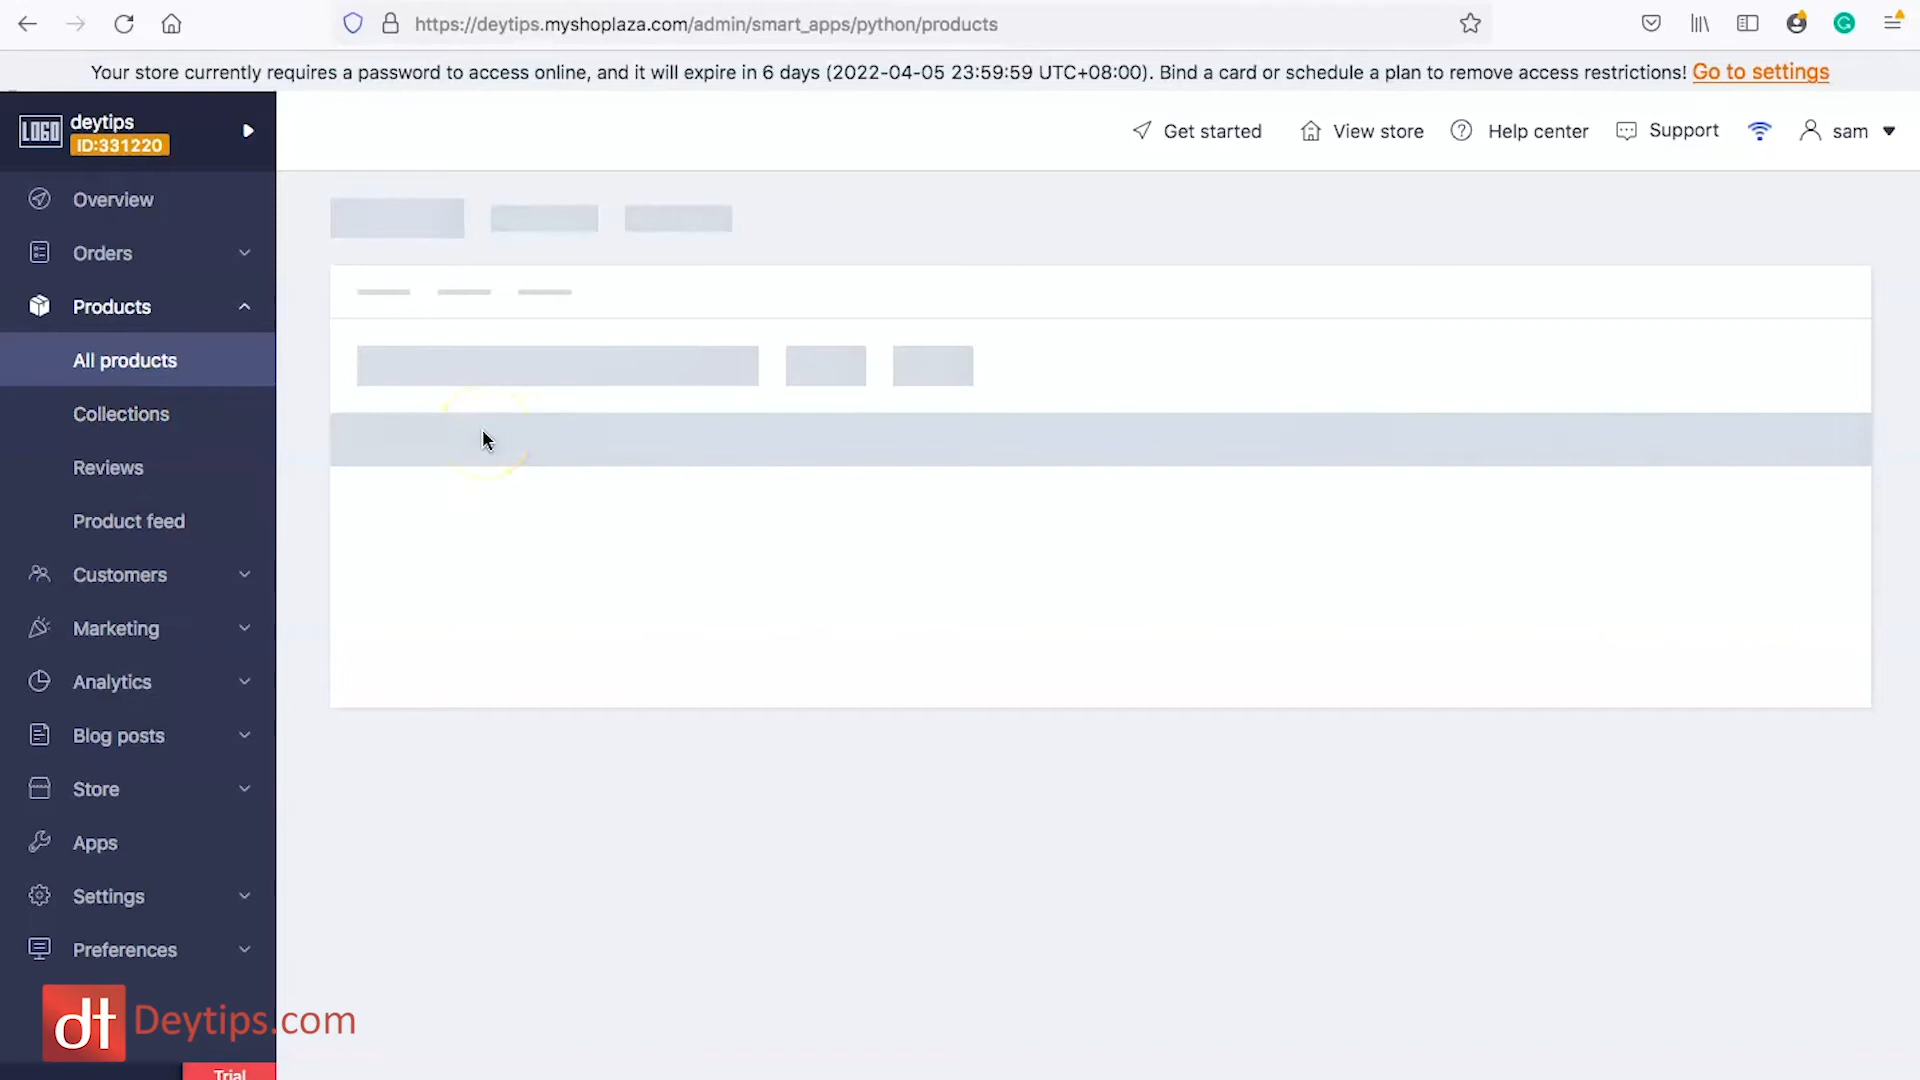 https://deytips.myshoplaza.com/admin/smart_apps/python/products
Your store currently requires a password to access online, and it will expire in 6 days (2022-04-05 23:59:59 UTC+08:00). Bind a card or schedule a plan to remove access restrictions! Go to settings
LOGO
deytips
ID:331220
Get started
View store
Help center
Support
sam
Overview
Orders
Products
All products
Collections
Reviews
Product feed
Customers
Marketing
Analytics
Blog posts
Store
Apps
Settings
Preferences
dt Deytips.com
Trial